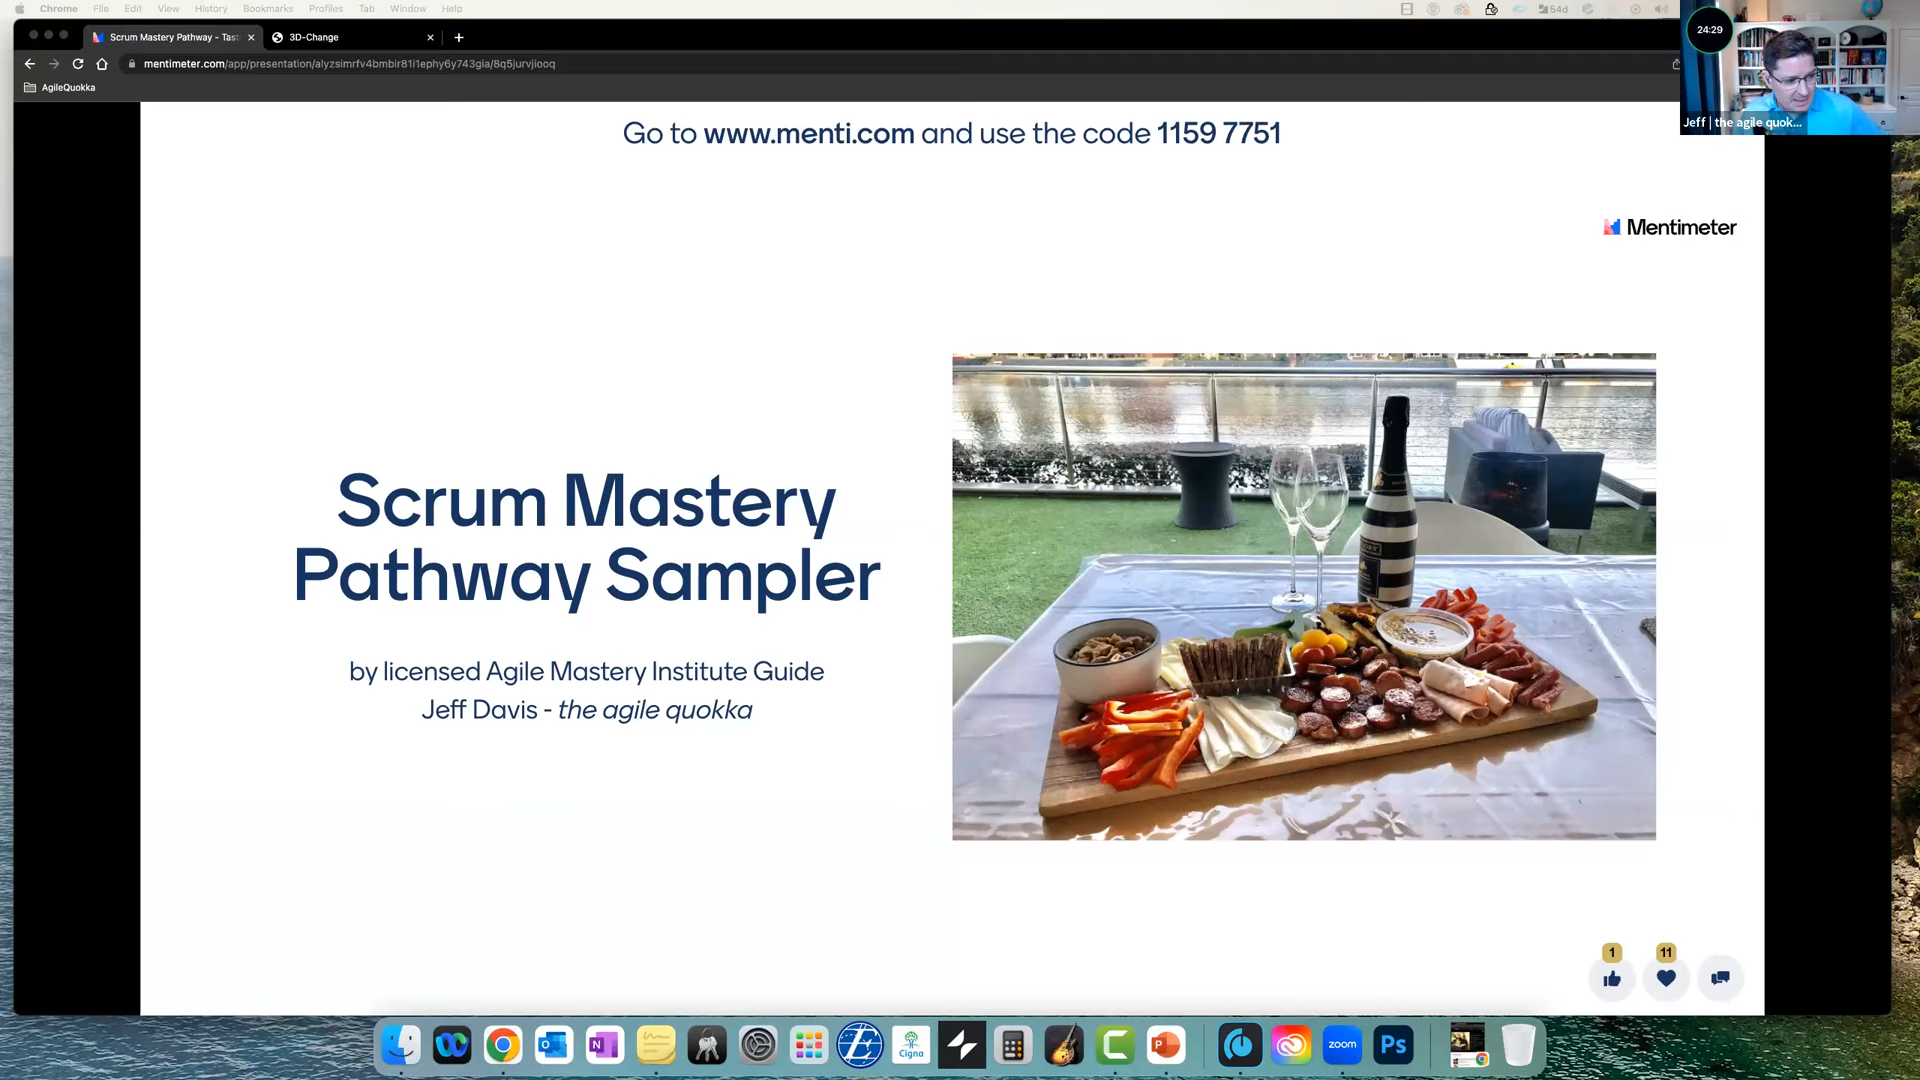 Chrome File Edit View History Bookmarks Profiles Tab Window Help
54d
Scrum Mastery Pathway - Tast
3D-Change
mentimeter.com/app/presentation/alyzsimrfv4bmbir81i1ephy6y743gia/8q5jurvjiooq
AgileQuokka
24:29
Jeff | the agile quok...
Go to www.menti.com and use the code 1159 7751
Mentimeter
Scrum Mastery
Pathway Sampler
by licensed Agile Mastery Institute Guide
Jeff Davis - the agile quokka
1
11
Cigna
zoom
Ps